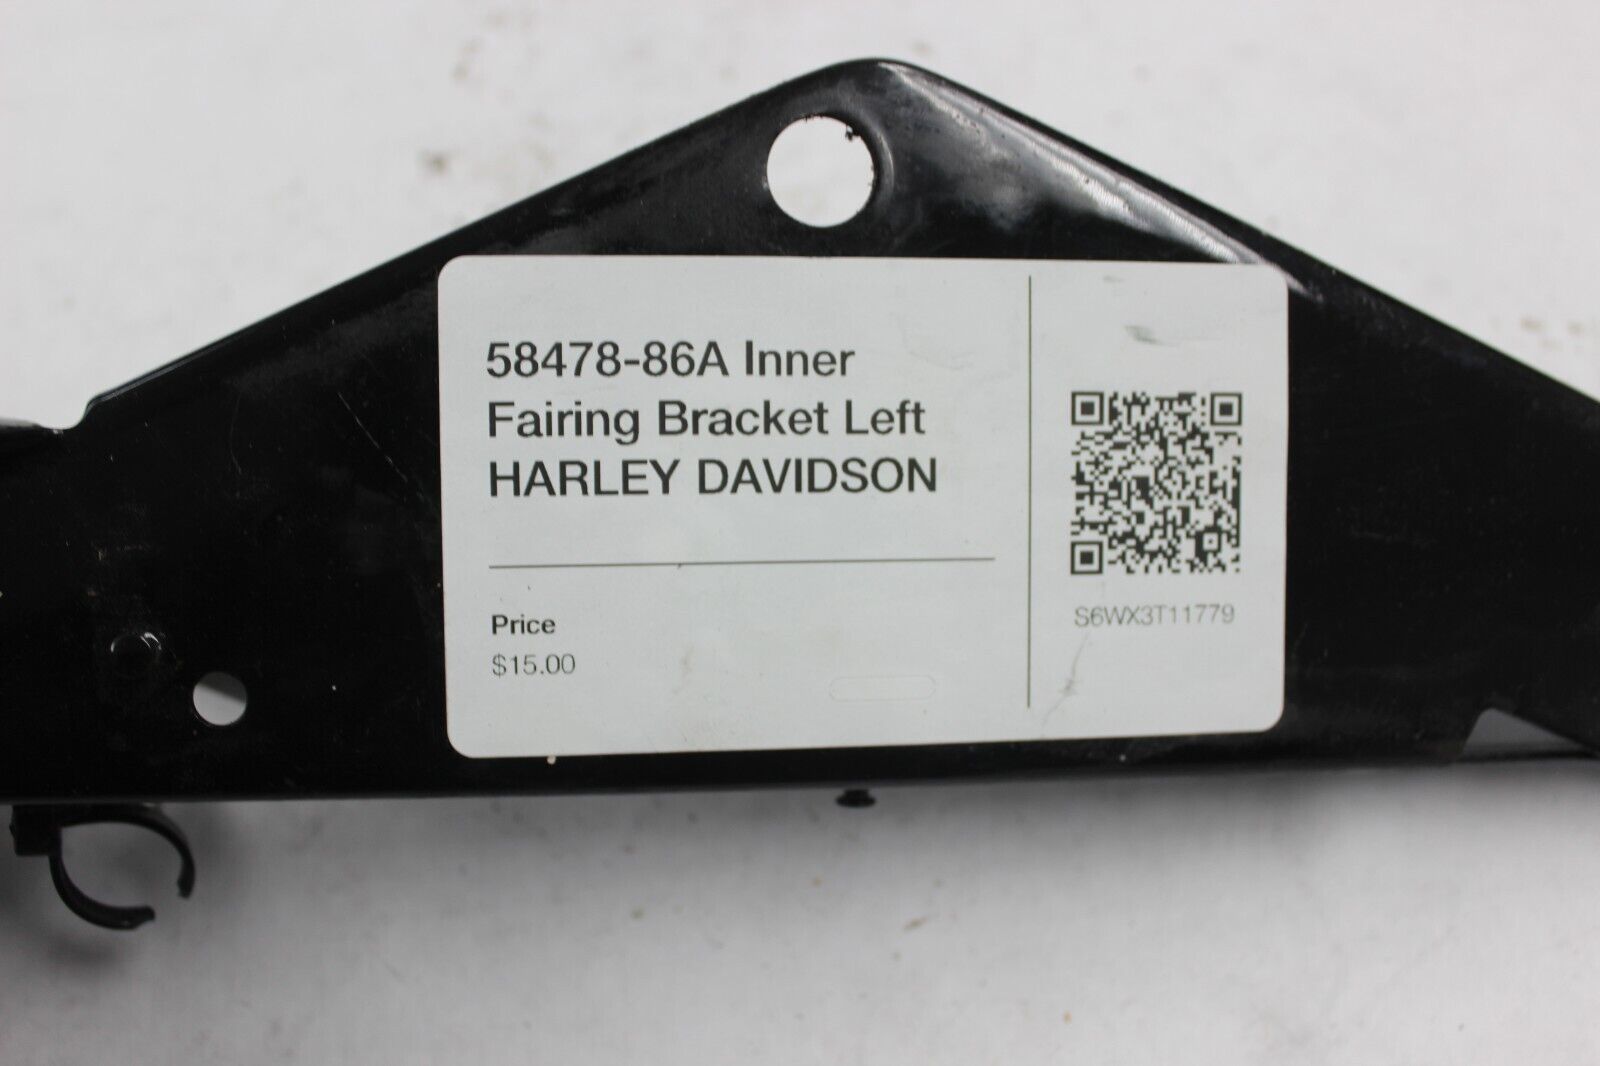 58478-86A Inner
Fairing Bracket Left
HARLEY DAVIDSON
Price
$15.00
S6WX3T11779